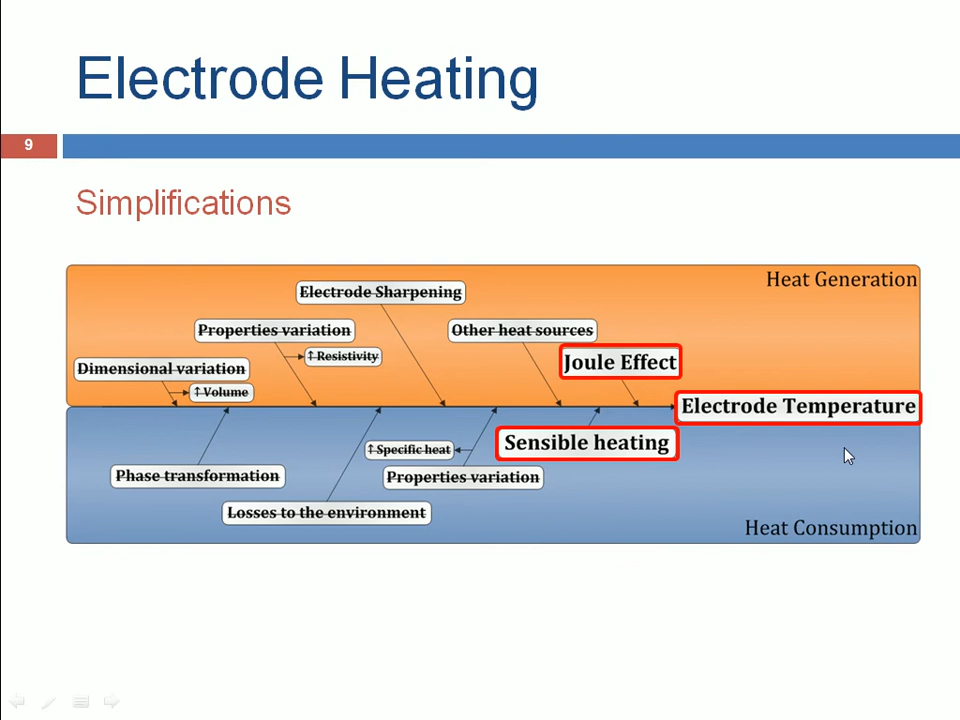 Electrode Heating
9
Simplifications
Heat Generation
Electrode Sharpening
Properties variation
Other heat sources
↑ Resistivity
Joule Effect
Dimensional variation
↑ Volume
Electrode Temperature
Sensible heating
↑ Specific heat
Phase transformation
Properties variation
Losses to the environment
Heat Consumption